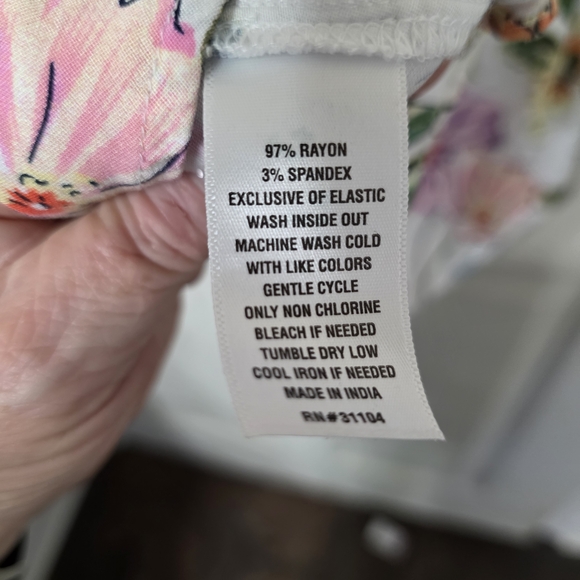 97% RAYON
3% SPANDEX
EXCLUSIVE OF ELASTIC
WASH INSIDE OUT
MACHINE WASH COLD
WITH LIKE COLORS
GENTLE CYCLE
ONLY NON CHLORINE
BLEACH IF NEEDED
TUMBLE DRY LOW
COOL IRON IF NEEDED
MADE IN INDIA
RN#31104